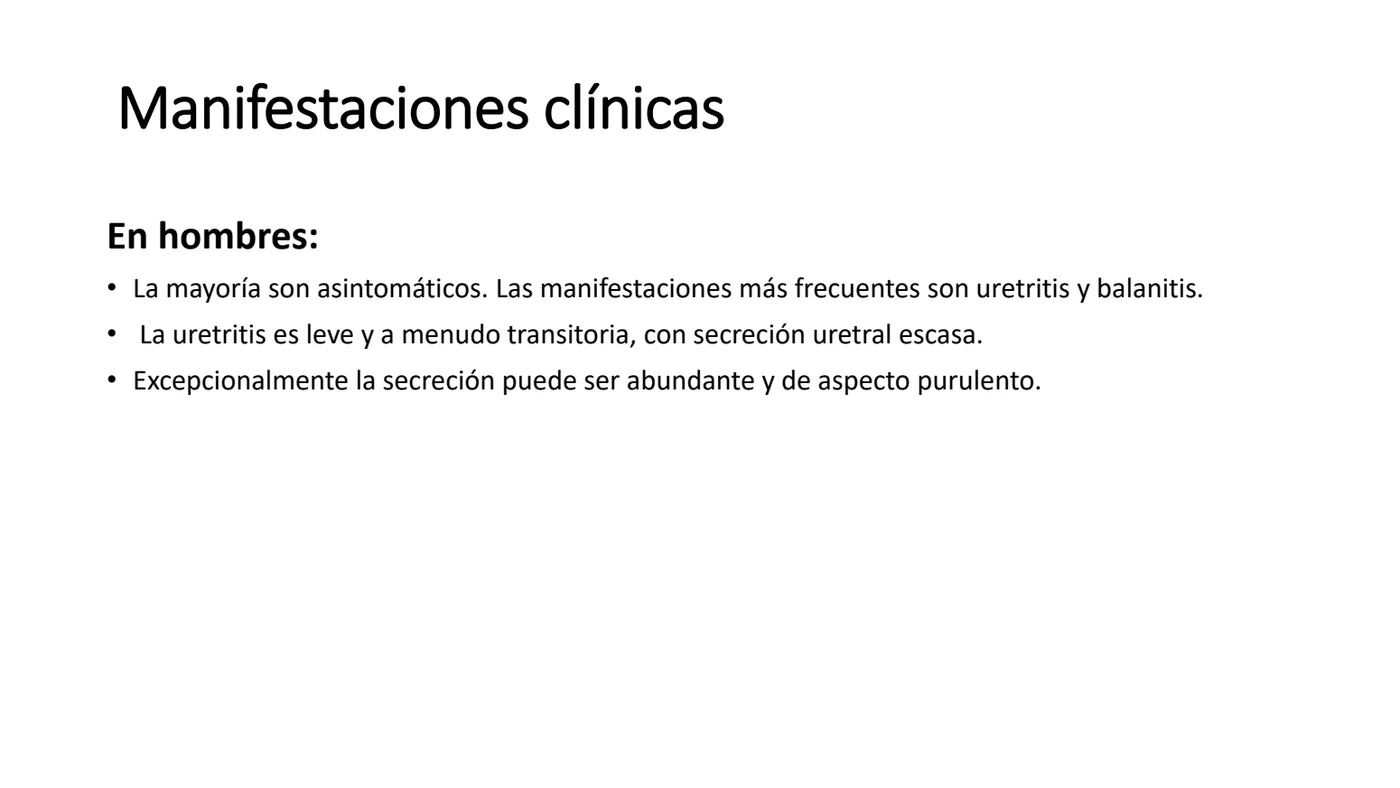 Manifestaciones clínicas
En hombres:
• La mayoría son asintomáticos. Las manifestaciones más frecuentes son uretritis y balanitis.
• La uretritis es leve y a menudo transitoria, con secreción uretral escasa.
• Excepcionalmente la secreción puede ser abundante y de aspecto purulento.